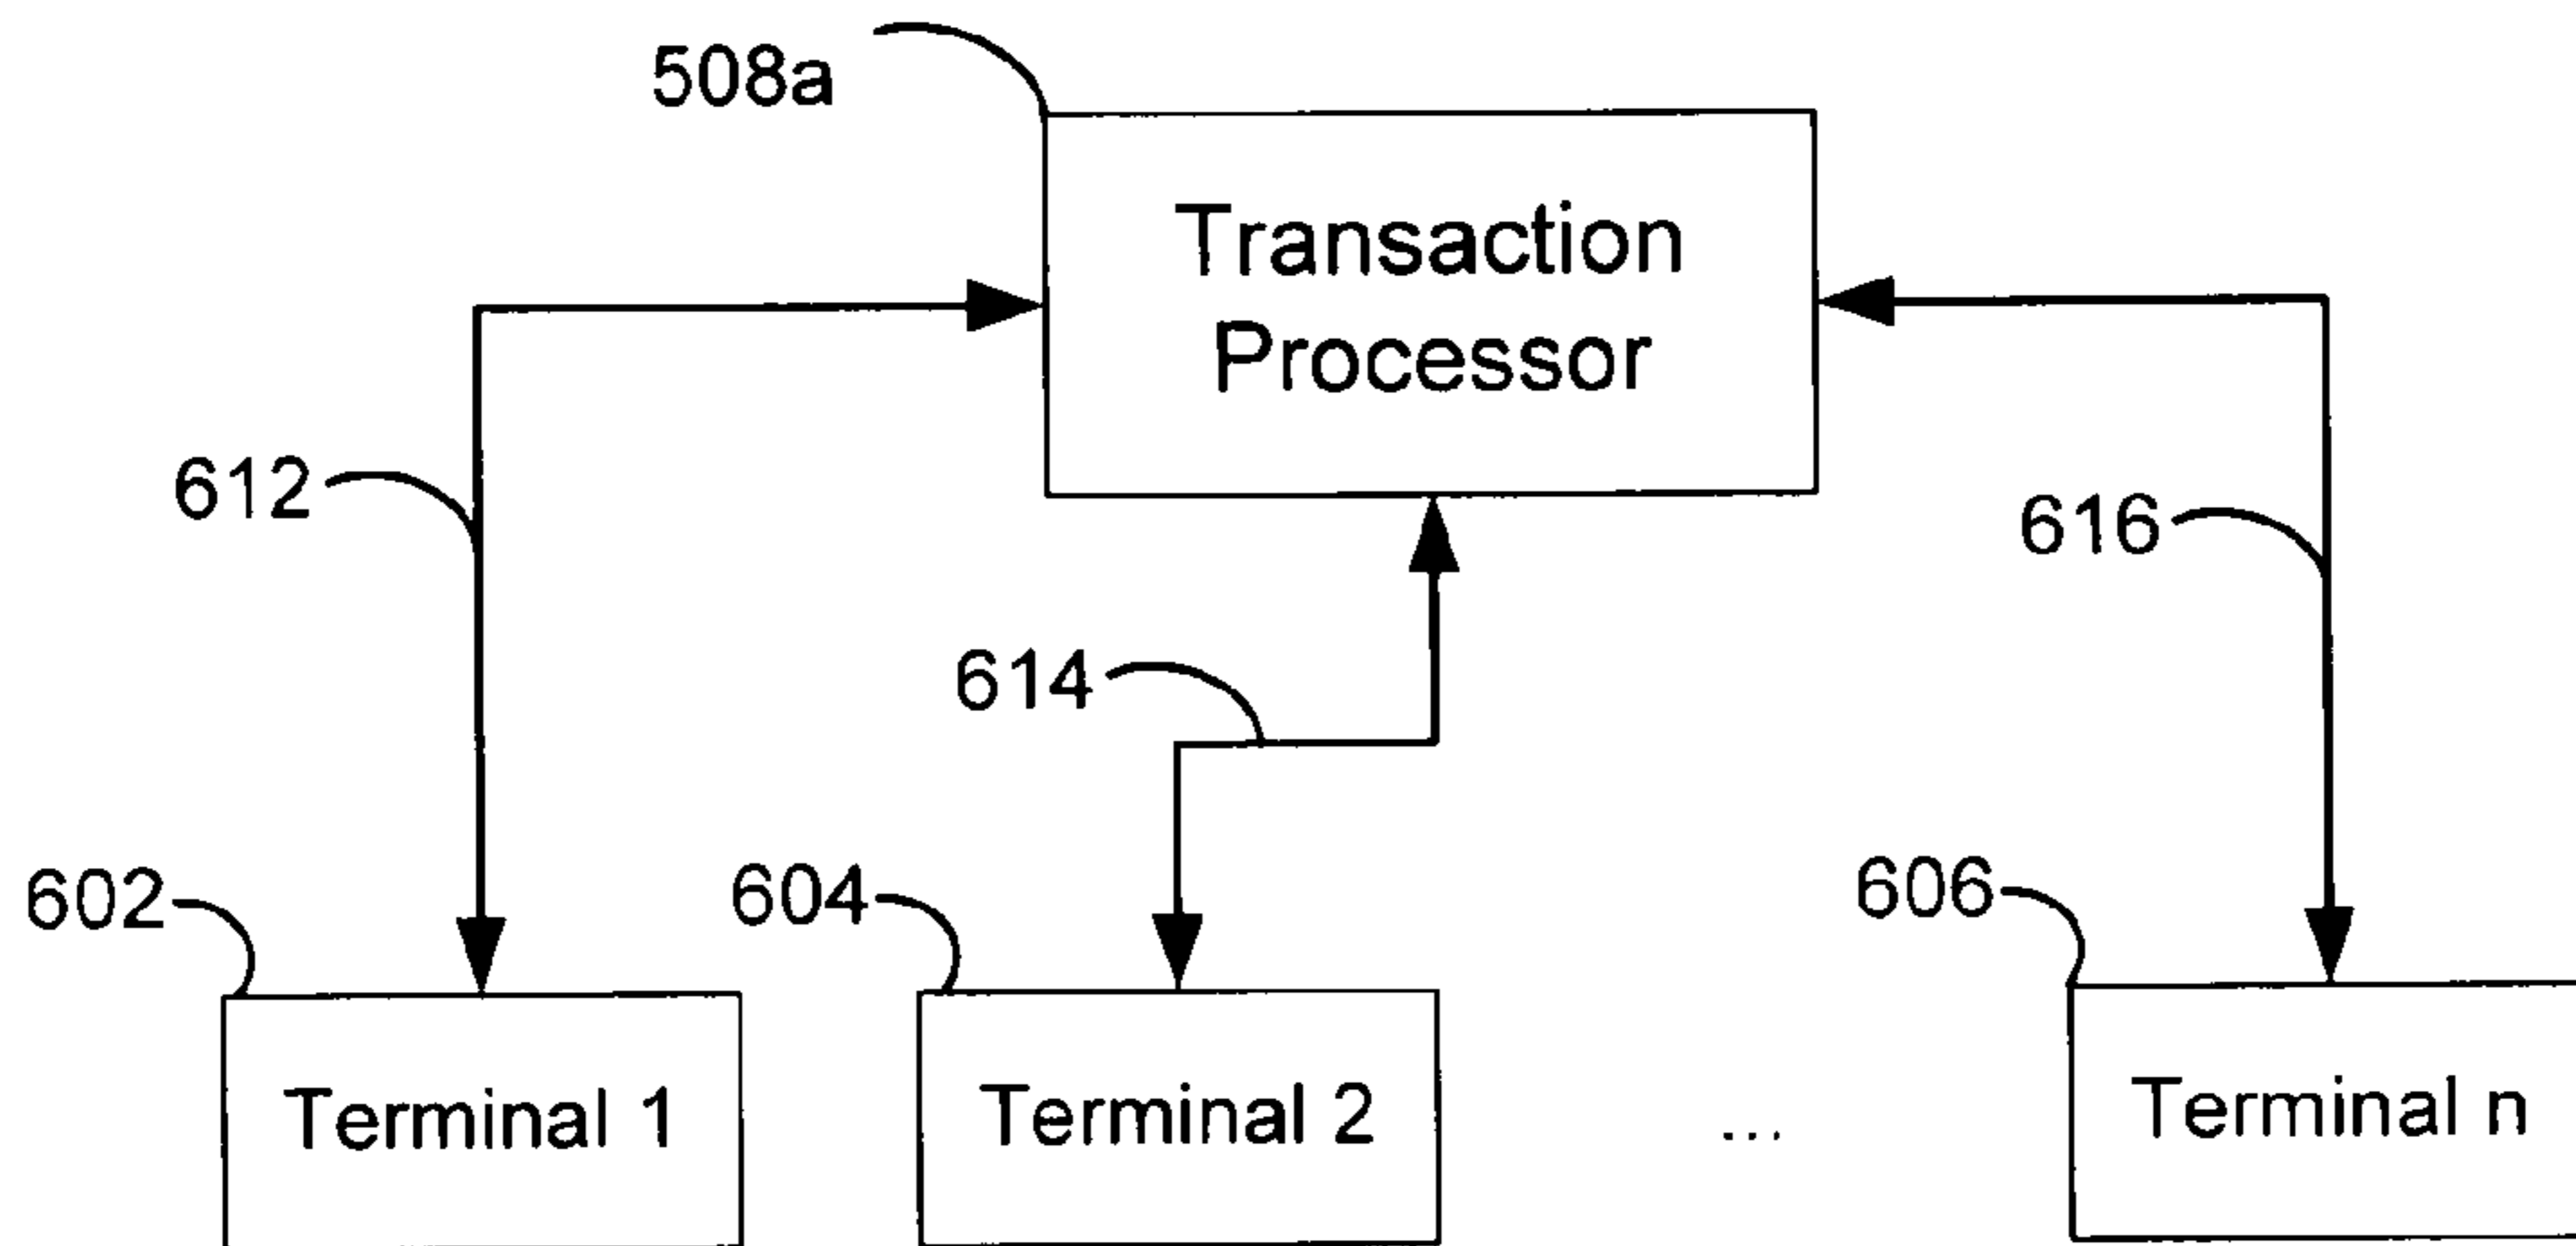 508a
Transaction
Processor
612
616
614
602
604
606
Terminal 1
Terminal 2
...
Terminal n